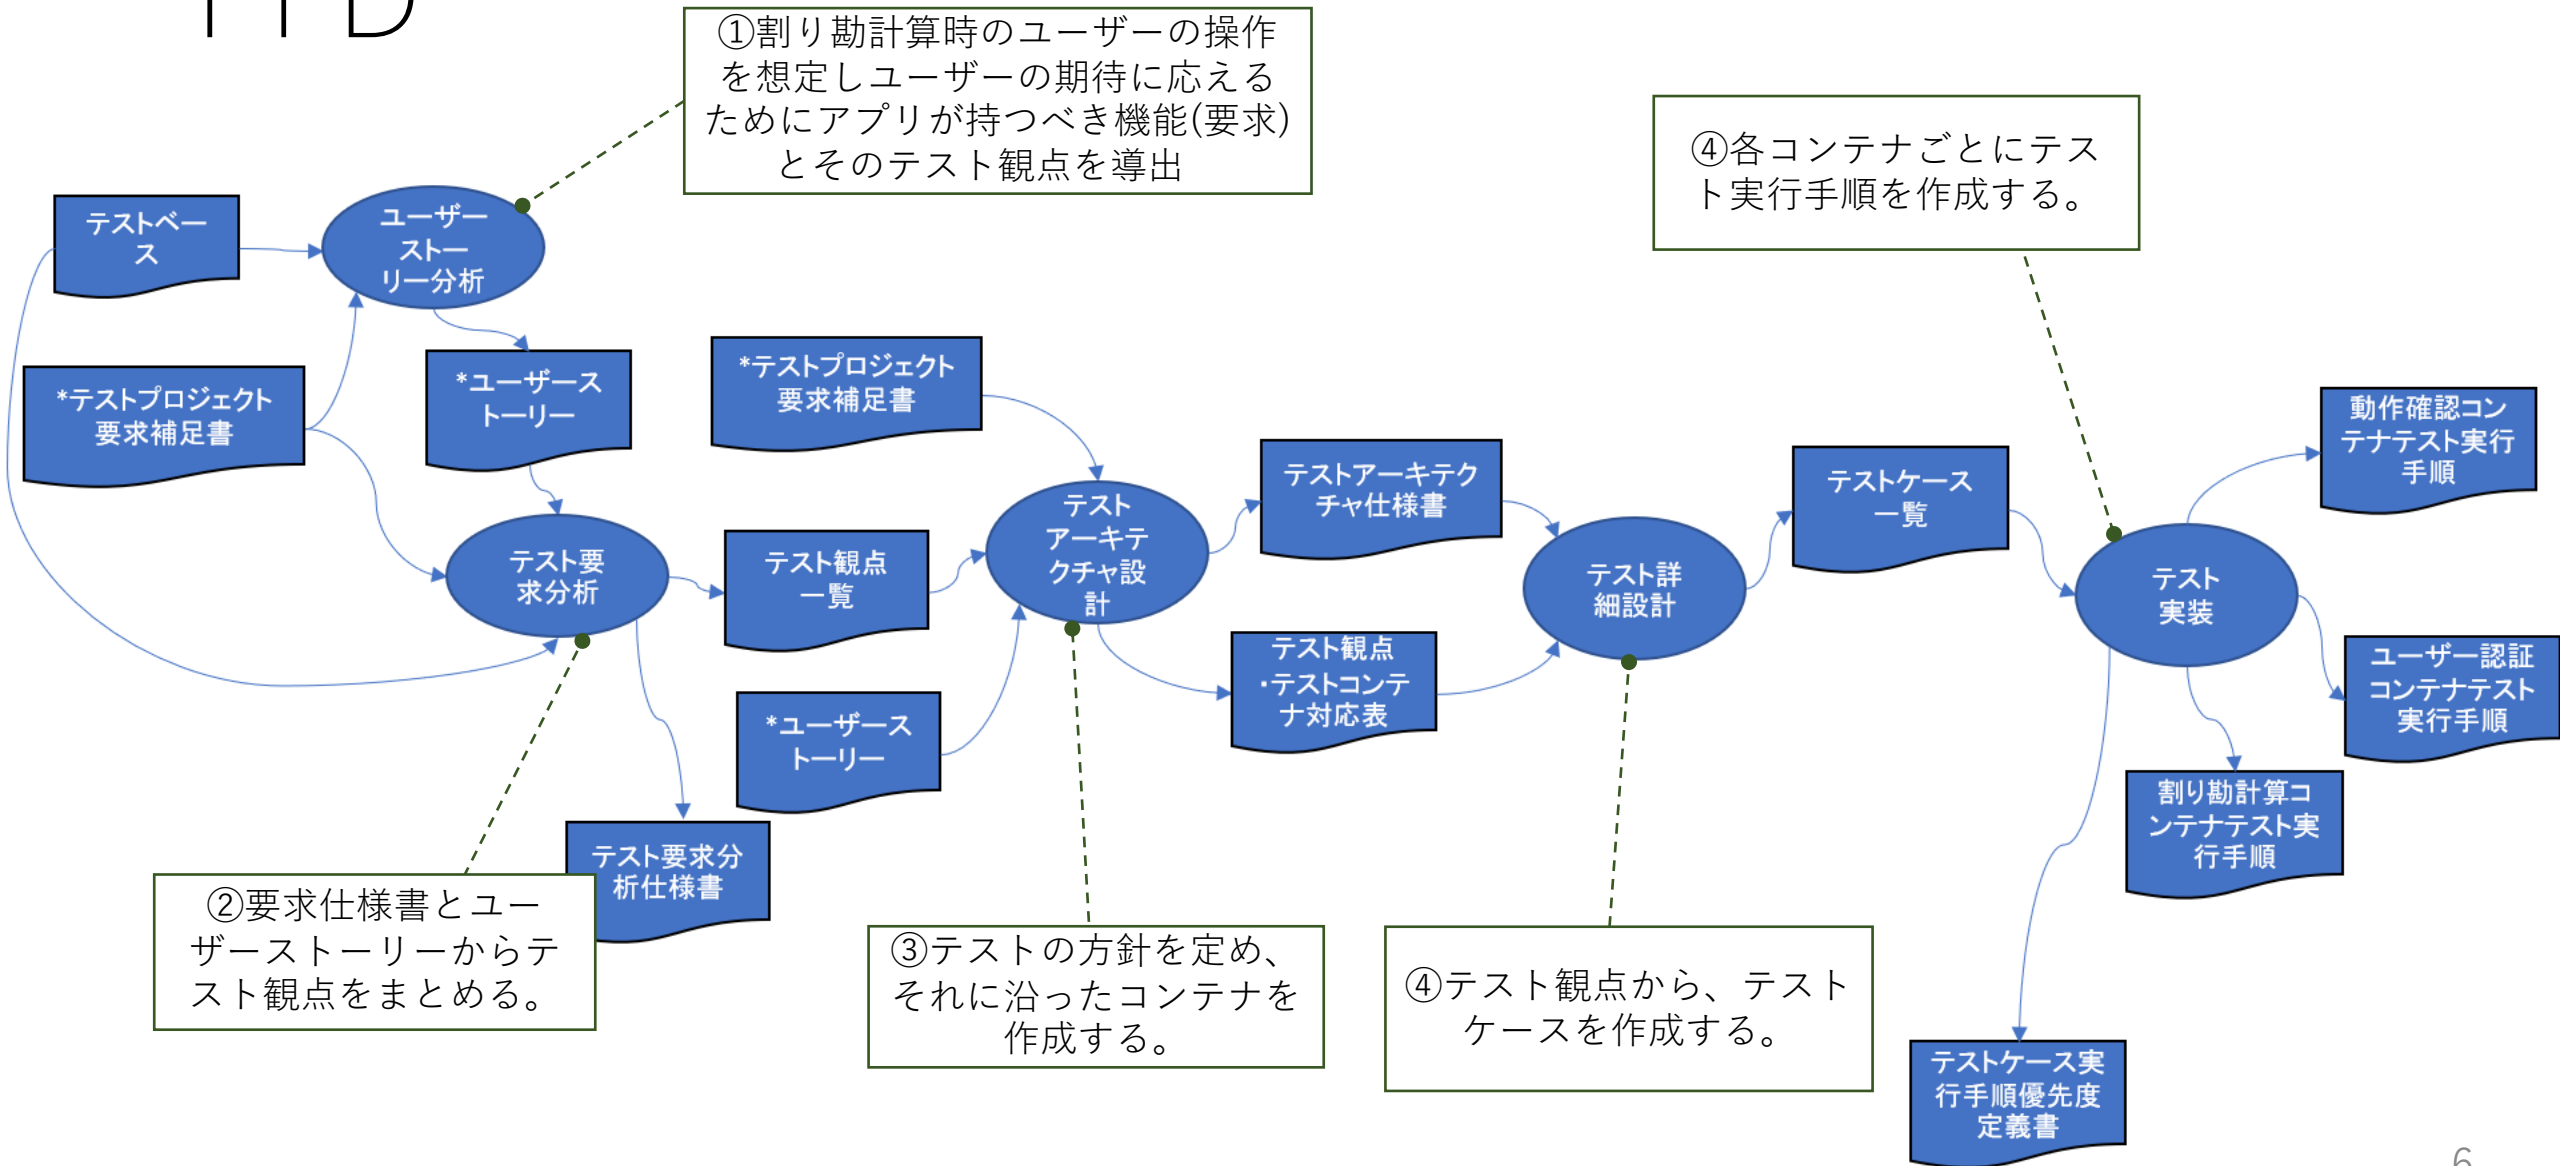 ①割り勘計算時のユーザーの操作
を想定しユーザーの期待に応える
ためにアプリが持つべき機能(要求)
とそのテスト観点を導出
④各コンテナごとにテス
ト実行手順を作成する。
テストベー
ス
ユーザー
ストー
リー分析
*テストプロジェクト
要求補足書
*ユーザース
トーリー
*テストプロジェクト
要求補足書
テスト要
求分析
テスト観点
一覧
*ユーザース
トーリー
テスト要求分
析仕様書
テスト
アーキテ
クチャ設
計
テストアーキテク
チャ仕様書
テスト観点
・テストコンテ
ナ対応表
テスト詳
細設計
テストケース
一覧
テスト
実装
動作確認コン
テナテスト実行
手順
ユーザー認証
コンテナテスト
実行手順
割り勘計算コ
ンテナテスト実
行手順
テストケース実
行手順優先度
定義書
②要求仕様書とユー
ザーストーリーからテ
スト観点をまとめる。
③テストの方針を定め、
それに沿ったコンテナを
作成する。
④テスト観点から、テスト
ケースを作成する。
6